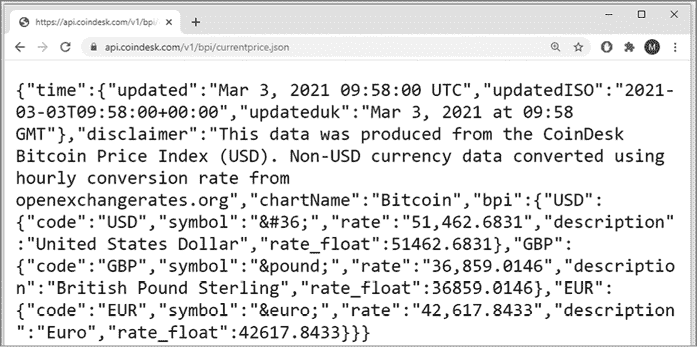 https://api.coindesk.com/v1/bpi/
api.coindesk.com/v1/bpi/currentprice.json
M
{"time":{"updated":"Mar 3, 2021 09:58:00 UTC","updatedISO":"2021-
03-03T09:58:00+00:00","updateduk":"Mar 3, 2021 at 09:58
GMT"},"disclaimer":"This data was produced from the CoinDesk
Bitcoin Price Index (USD). Non-USD currency data converted using
hourly conversion rate from
openexchangerates.org","chartName":"Bitcoin","bpi":{"USD":
{"code":"USD","symbol":"&#36;","rate":"51,462.6831","description"
:"United States Dollar","rate_float":51462.6831},"GBP":
{"code":"GBP","symbol":"&pound;","rate":"36,859.0146","descriptio
n":"British Pound Sterling","rate_float":36859.0146},"EUR":
{"code":"EUR","symbol":"&euro;","rate":"42,617.8433","description
":"Euro","rate_float":42617.8433}}}